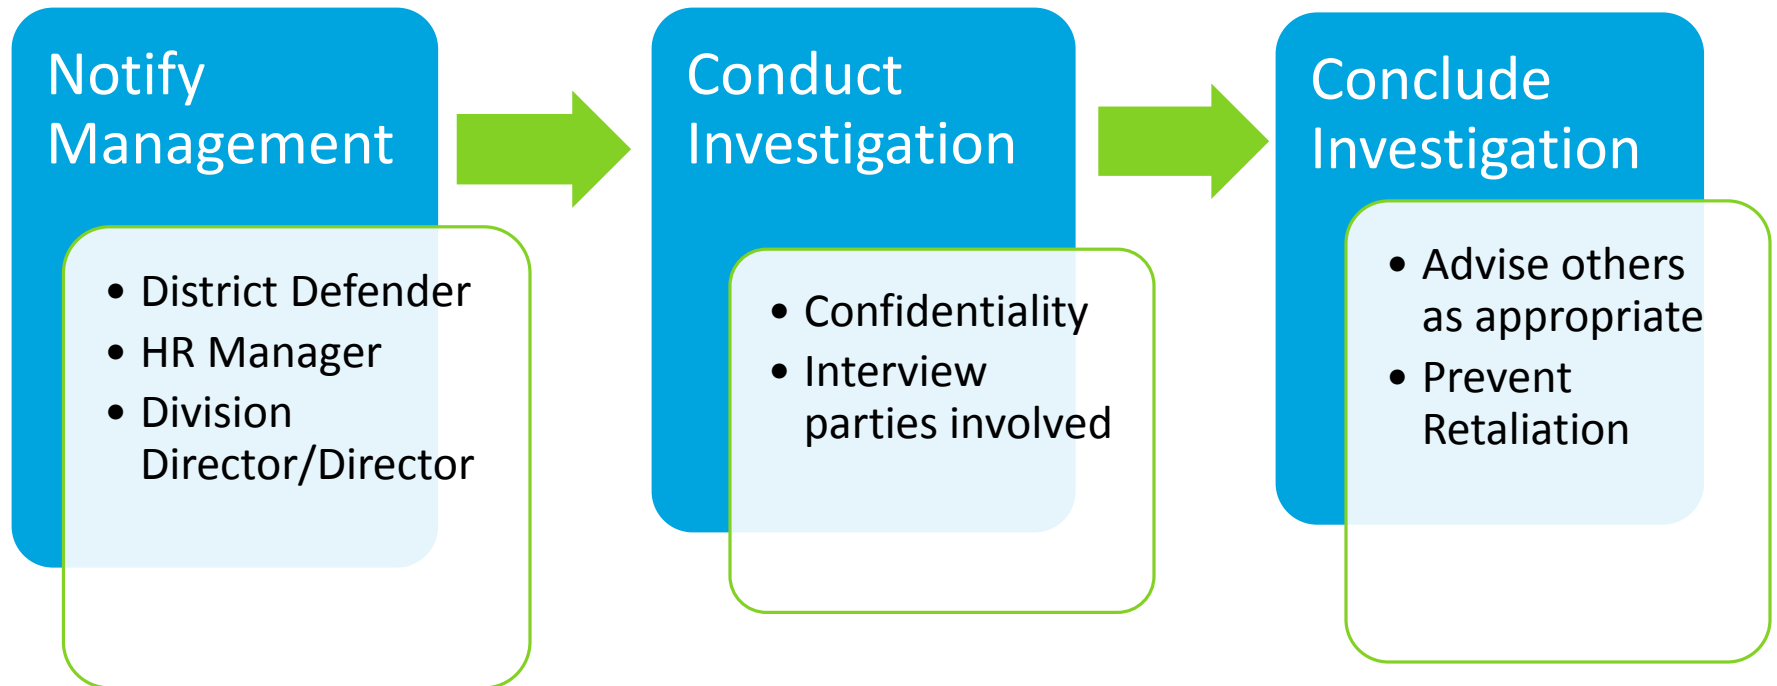 Notify
Management
• District Defender
• HR Manager
• Division
Director/Director
Conduct
Investigation
• Confidentiality
• Interview
parties involved
Conclude
Investigation
• Advise others
as appropriate
• Prevent
Retaliation